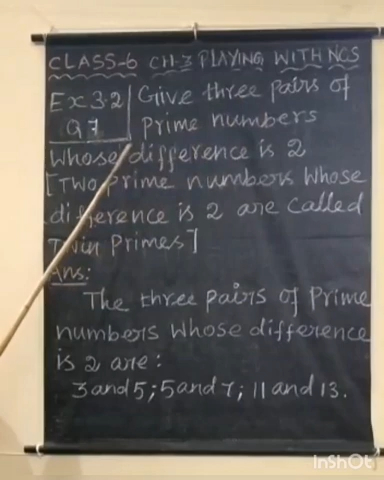 CLASS-6 CH-3 PLAYING WITH NOS
Ex 3.2 Give three pairs of
Q 7 Prime numbers
Whose difference is 2
[Two prime numbers whose
difference is 2 are called
Twin Primes]
Ans:
The three pairs of Prime
numbers whose difference
is 2 are:
3 and 5; 5 and 7; 11 and 13.
InShOt